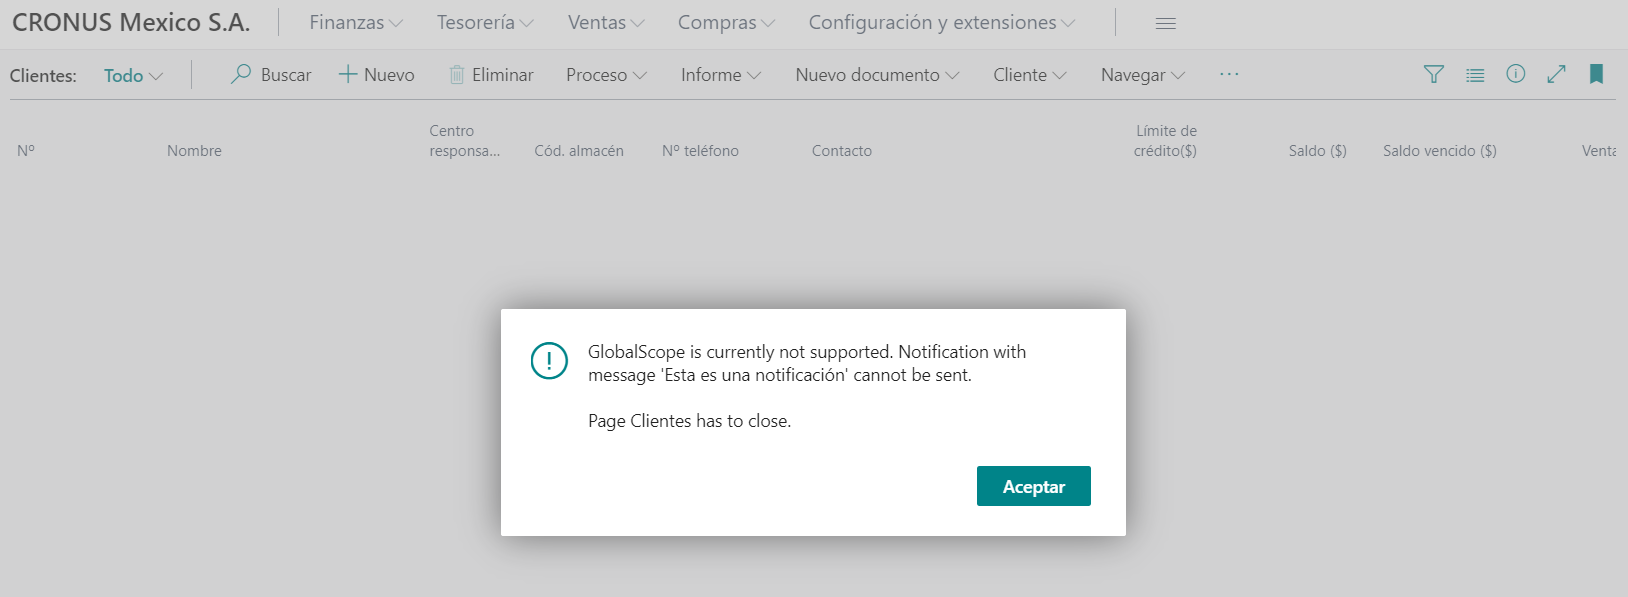 CRONUS Mexico S.A. Finanzas Tesorería Ventas Compras Configuración y extensiones
Clientes: Todo Buscar Nuevo Eliminar Proceso Informe Nuevo documento Cliente Navegar ...
Centro Límite de
Nº Nombre responsa... Cód. almacén Nº teléfono Contacto crédito($) Saldo ($) Saldo vencido ($) Venta
GlobalScope is currently not supported. Notification with
message 'Esta es una notificación' cannot be sent.
Page Clientes has to close.
Aceptar